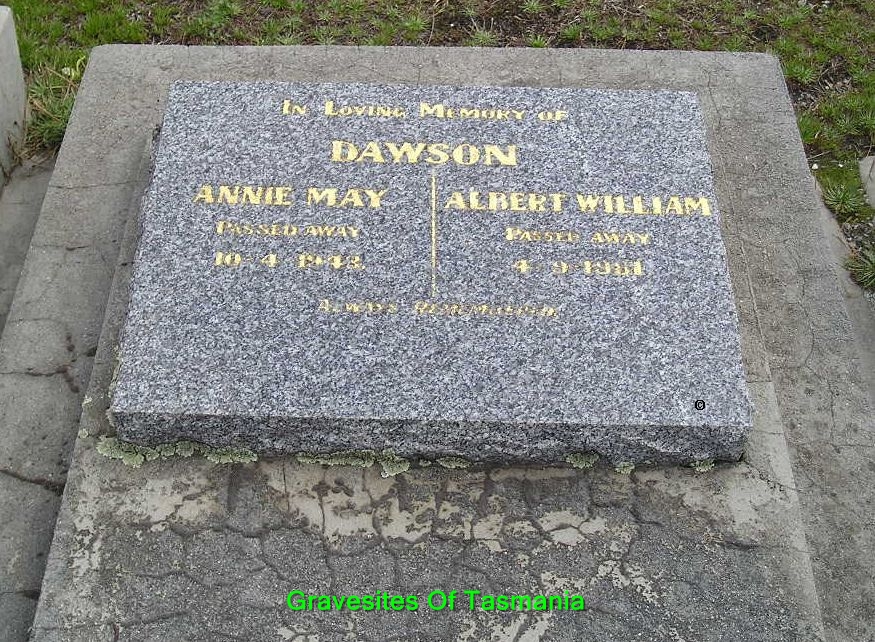 In Loving Memory of
DAWSON
ANNIE MAY
Passed away
10·4·1943.
ALBERT WILLIAM
Passed away
4·9·1981
Always Remembered.
Gravesites Of Tasmania